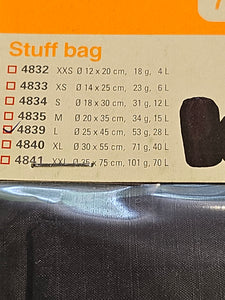 Stuff bag
4832 XXS Ø 12 x 20 cm, 18 g, 4 L
4833 XS Ø 14 x 25 cm, 23 g, 6 L
4834 S Ø 18 x 30 cm, 31 g, 12 L
4835 M Ø 20 x 35 cm, 34 g, 15 L
4839 L Ø 25 x 45 cm, 53 g, 28 L
4840 XL Ø 30 x 55 cm, 71 g, 40 L
4841 XXL Ø 35 x 75 cm, 101 g, 70 L